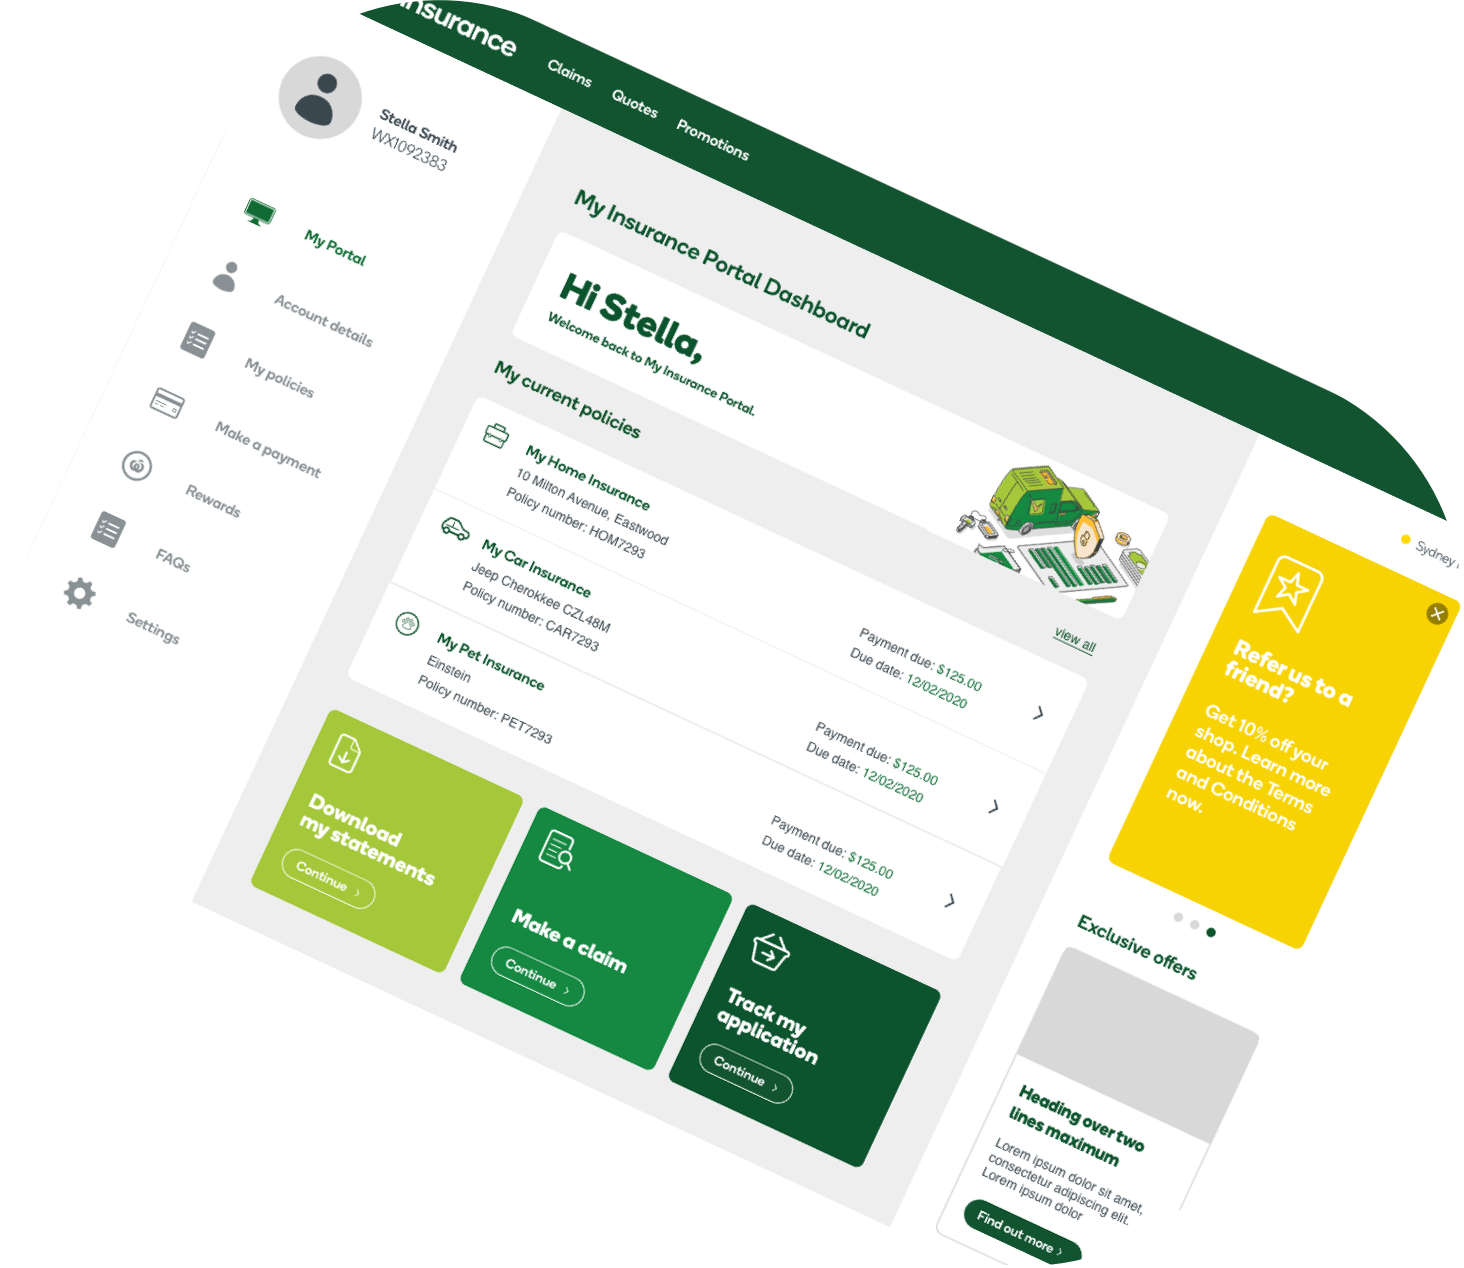 Insurance
Claims
Quotes
Promotions
Stella Smith
WX1092383
My Portal
Account details
My policies
Make a payment
Rewards
FAQs
Settings
My Insurance Portal Dashboard
Hi Stella,
Welcome back to My Insurance Portal.
My current policies
view all
My Home Insurance
10 Milton Avenue, Eastwood
Policy number: HOM7293
Payment due: $125.00
Due date: 12/02/2020
My Car Insurance
Jeep Cherokkee CZL48M
Policy number: CAR7293
Payment due: $125.00
Due date: 12/02/2020
My Pet Insurance
Einstein
Policy number: PET7293
Payment due: $125.00
Due date: 12/02/2020
Download
my statements
Continue
Make a claim
Continue
Track my
application
Continue
Sydney
Refer us to a
friend?
Get 10% off your
shop. Learn more
about the Terms
and Conditions
now.
Exclusive offers
Heading over two
lines maximum
Lorem ipsum dolor sit amet,
consectetur adipiscing elit.
Lorem ipsum dolor
Find out more